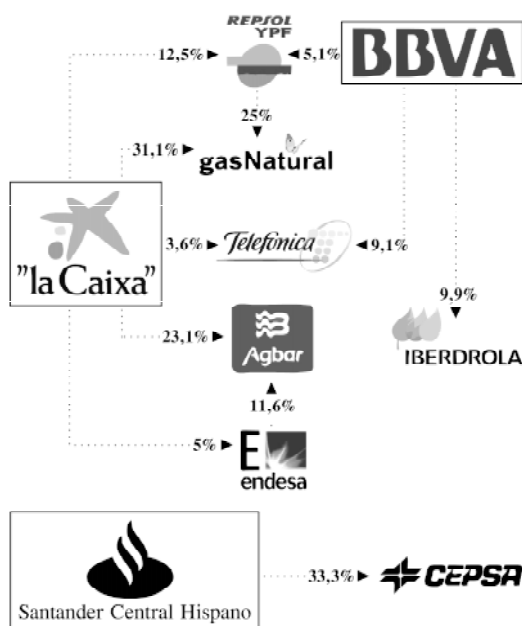 REPSOL
YPF
12,5%
5,1%
BBVA
25%
31,1%
gasNatural
"la Caixa"
3,6%
Telefónica
9,1%
9,9%
23,1%
Agbar
IBERDROLA
11,6%
5%
E
endesa
Santander Central Hispano
33,3%
CEPSA